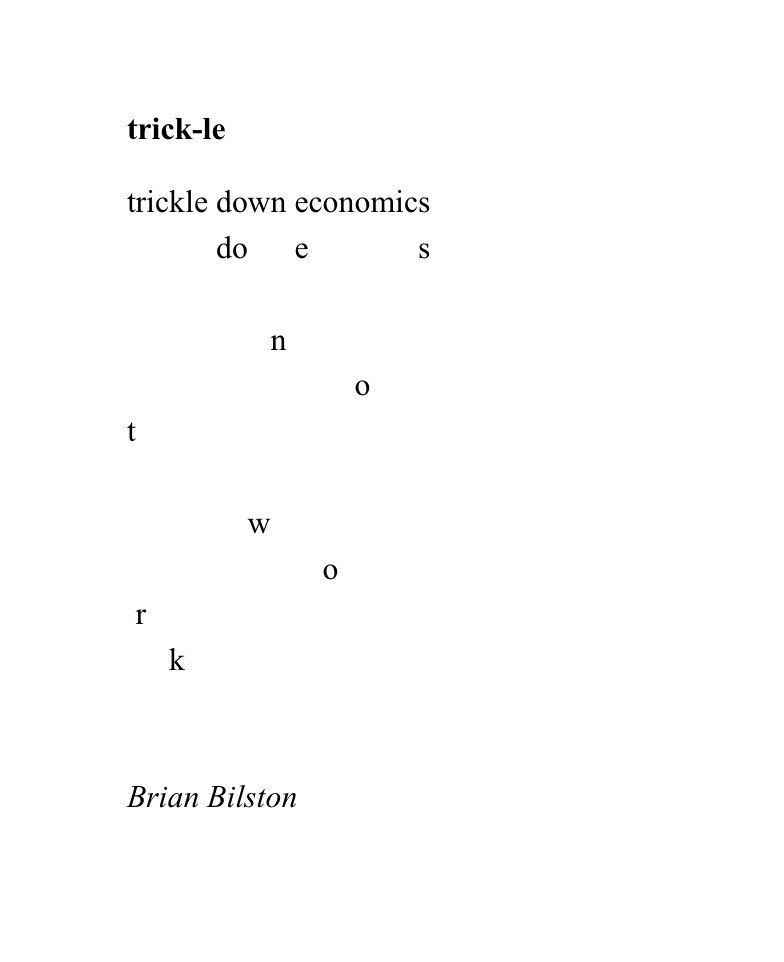 trick-le
trickle down economics
do e s
n
o
t
w
o
r
k
Brian Bilston